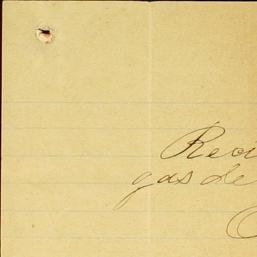 Reci
gas de